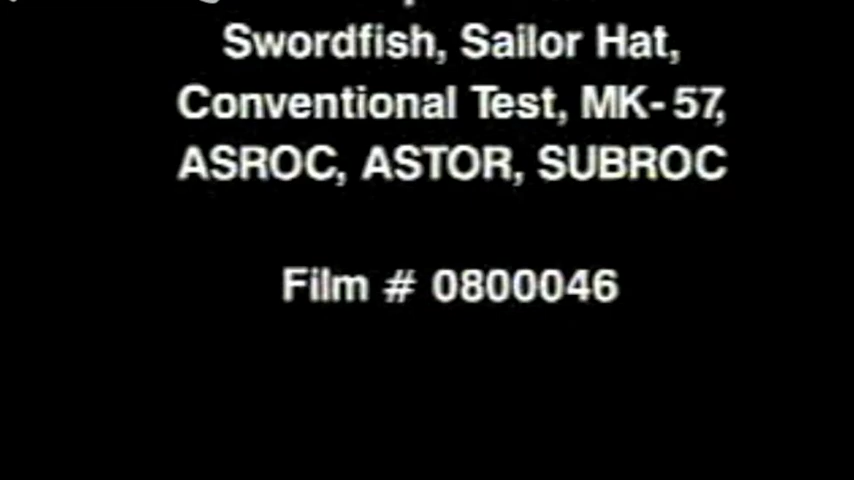 Swordfish, Sailor Hat,
Conventional Test, MK-57,
ASROC, ASTOR, SUBROC
Film # 0800046